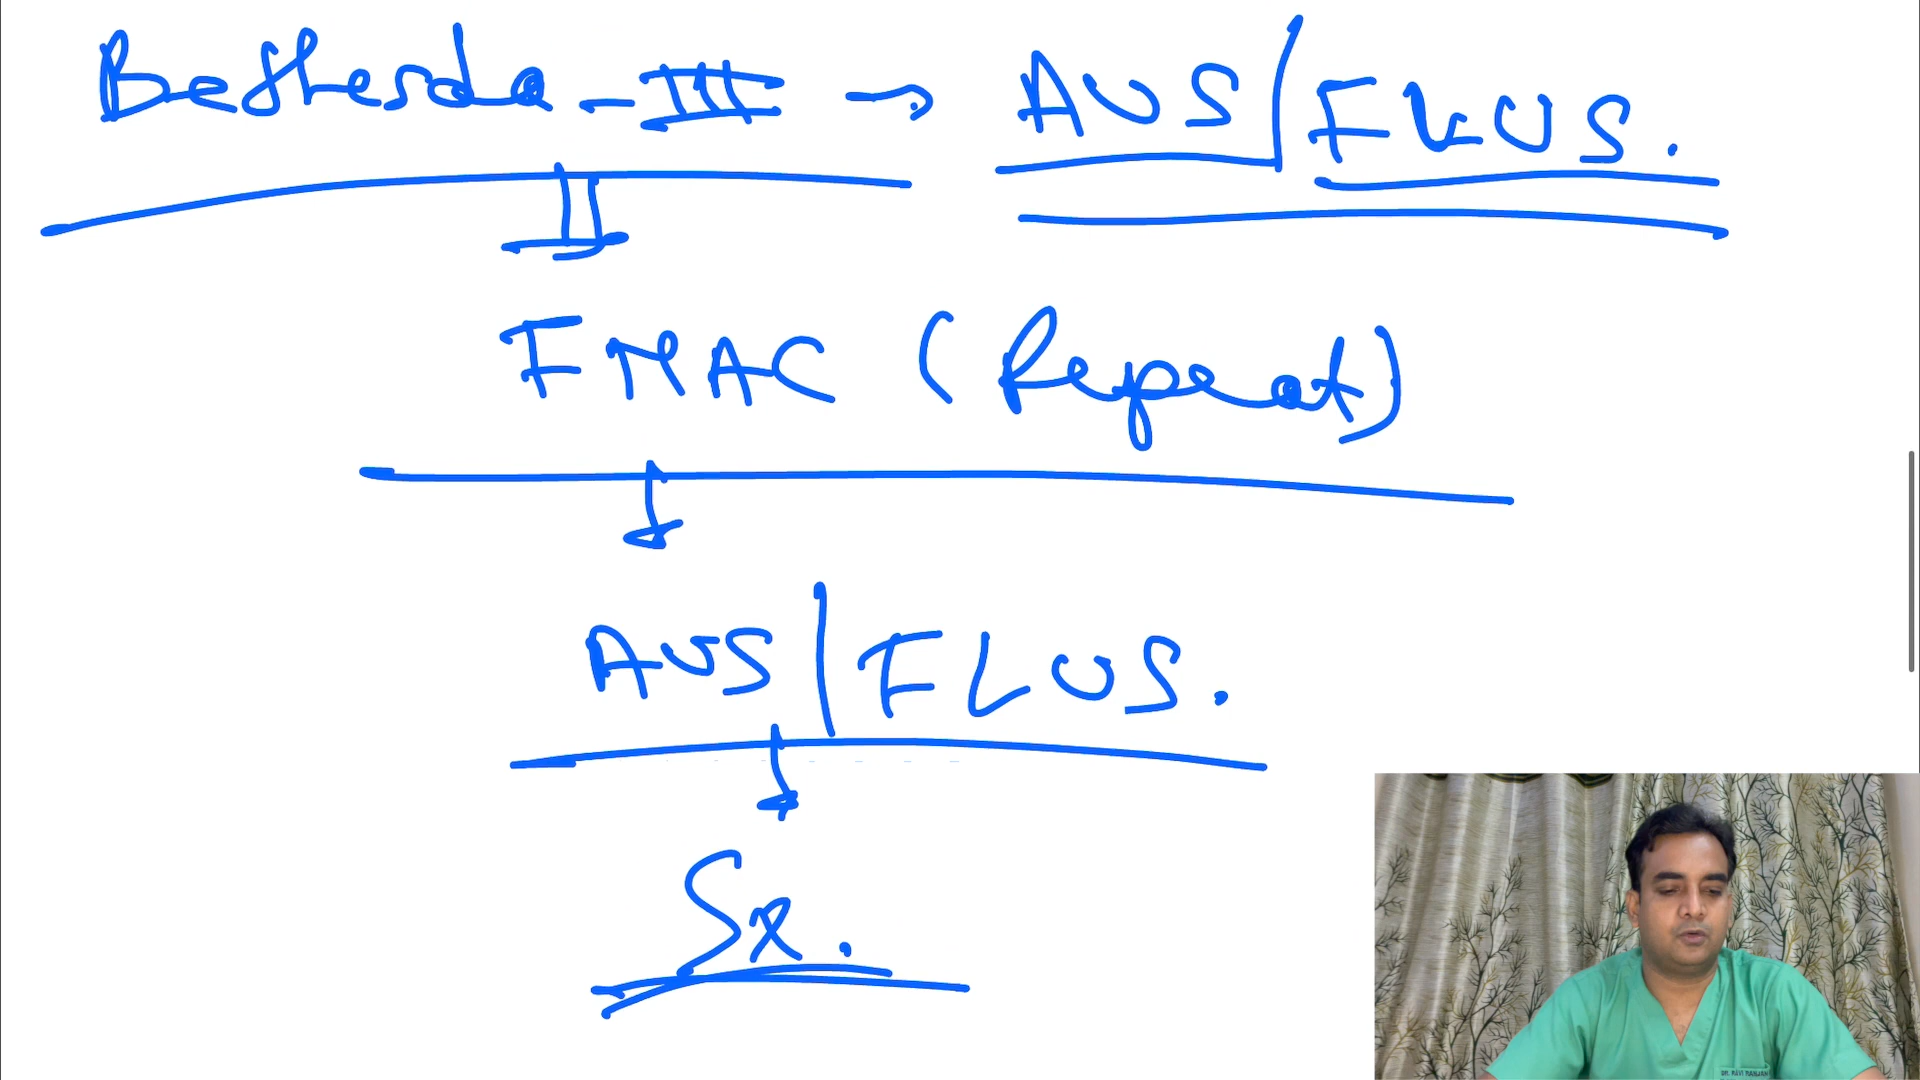 Bethesda - III → AUS/FLUS.
FNAC (Repeat)
AUS/FLUS.
Sx.